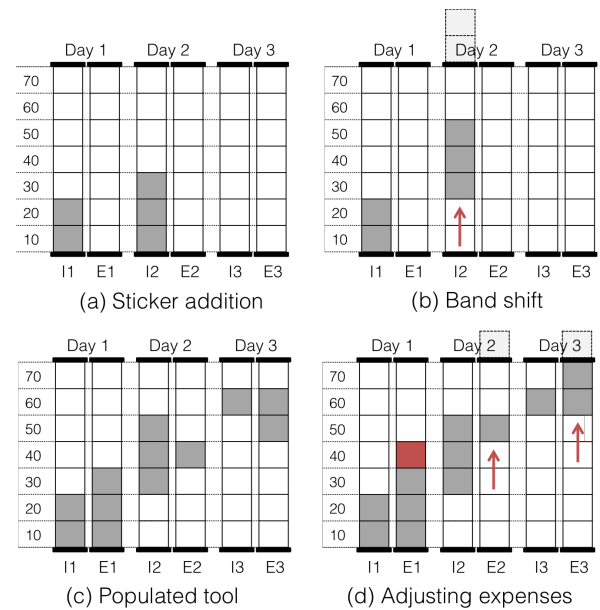 Day 1 Day 2 Day 3
70
60
50
40
30
20
10
I1 E1 I2 E2 I3 E3
(a) Sticker addition
Day 1 Day 2 Day 3
70
60
50
40
30
20
10
I1 E1 I2 E2 I3 E3
(b) Band shift
Day 1 Day 2 Day 3
70
60
50
40
30
20
10
I1 E1 I2 E2 I3 E3
(c) Populated tool
Day 1 Day 2 Day 3
70
60
50
40
30
20
10
I1 E1 I2 E2 I3 E3
(d) Adjusting expenses